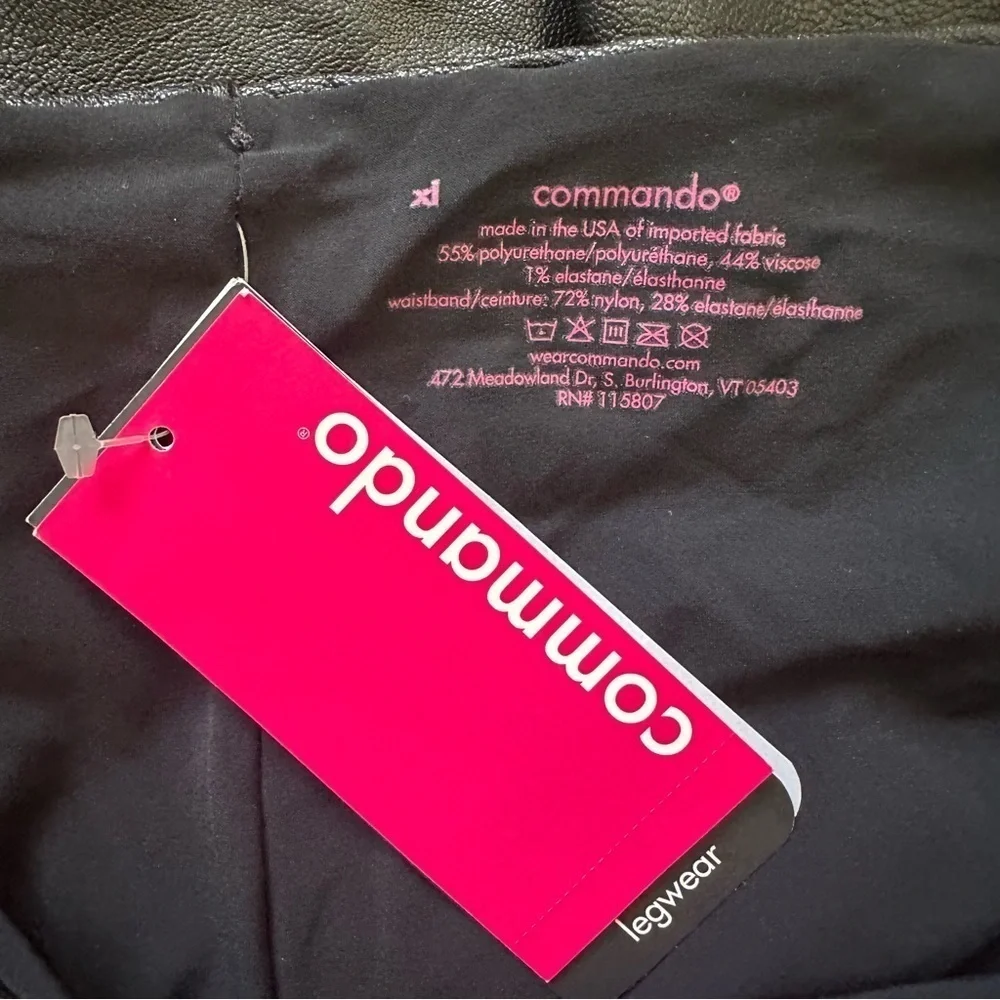 xl
commando®
made in the USA of imported fabric
55% polyurethane/polyuréthane, 44% viscose
1% elastane/élasthanne
waistband/ceinture: 72% nylon, 28% elastane/élasthanne
wearcommando.com
472 Meadowland Dr, S. Burlington, VT 05403
RN# 115807
commando®
legwear